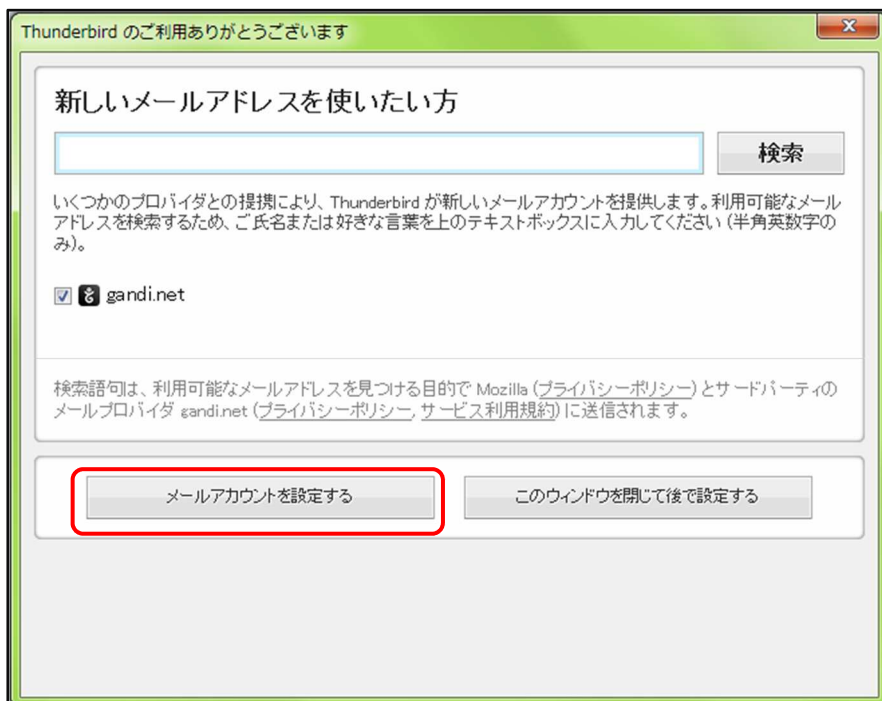 Thunderbird のご利用ありがとうございます
新しいメールアドレスを使いたい方
検索
いくつかのプロバイダとの提携により、Thunderbird が新しいメールアカウントを提供します。利用可能なメール
アドレスを検索するため、ご氏名または好きな言葉を上のテキストボックスに入力してください (半角英数字の
み)。
gandi.net
検索語句は、利用可能なメールアドレスを見つける目的で Mozilla (プライバシーポリシー) とサードパーティの
メールプロバイダ gandi.net (プライバシーポリシー, サービス利用規約) に送信されます。
メールアカウントを設定する
このウィンドウを閉じて後で設定する